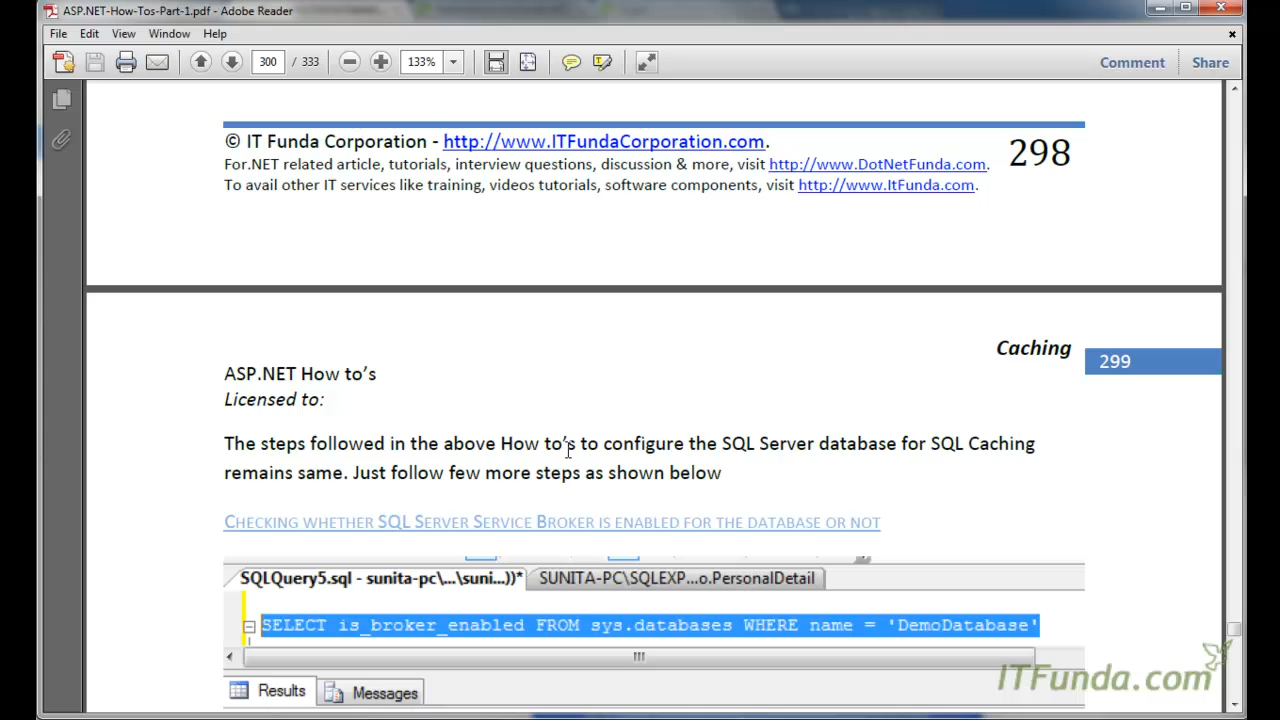 ASP.NET-How-Tos-Part-1.pdf - Adobe Reader
File Edit View Window Help
300 / 333 133% Comment Share
© IT Funda Corporation - http://www.ITFundaCorporation.com. 298
For.NET related article, tutorials, interview questions, discussion & more, visit http://www.DotNetFunda.com.
To avail other IT services like training, videos tutorials, software components, visit http://www.ItFunda.com.
Caching
299
ASP.NET How to's
Licensed to:
The steps followed in the above How to's to configure the SQL Server database for SQL Caching
remains same. Just follow few more steps as shown below
CHECKING WHETHER SQL SERVER SERVICE BROKER IS ENABLED FOR THE DATABASE OR NOT
SQLQuery5.sql - sunita-pc\...\suni...))* SUNITA-PC\SQLEXP...o.PersonalDetail
SELECT is_broker_enabled FROM sys.databases WHERE name = 'DemoDatabase'
Results Messages
ITFunda.com